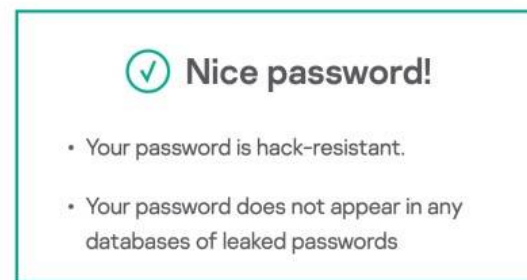 Nice password!
• Your password is hack-resistant.
• Your password does not appear in any
databases of leaked passwords